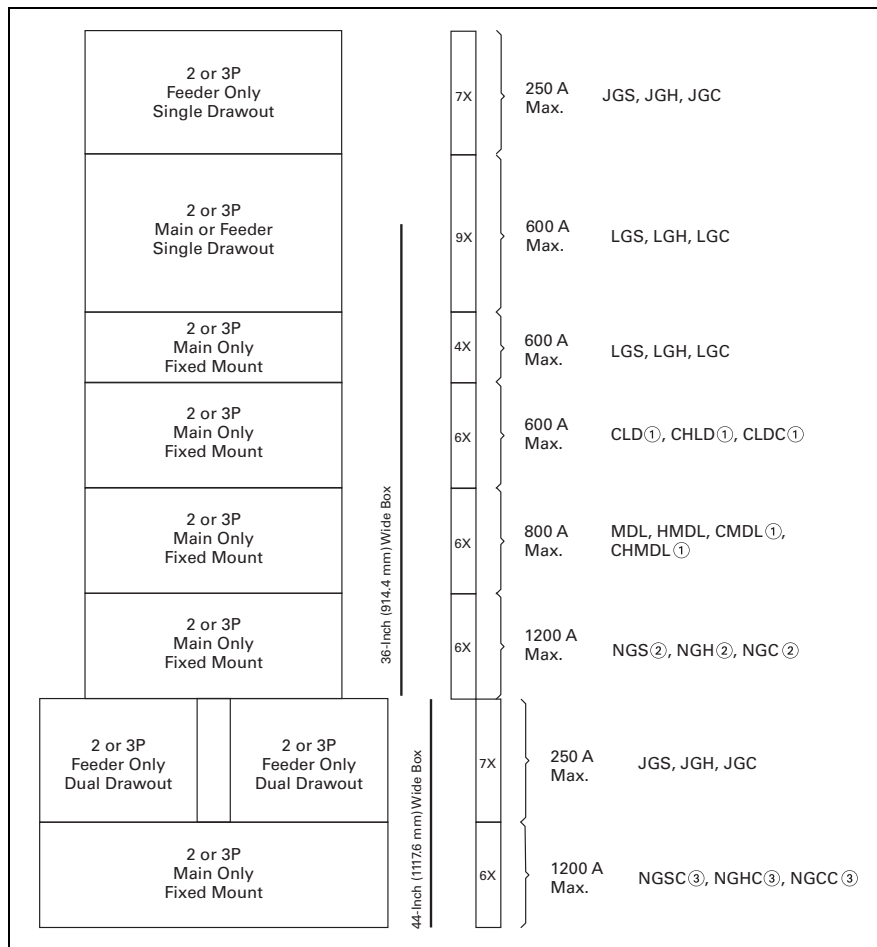 2 or 3P
Feeder Only
Single Drawout
7X
250 A
Max.
JGS, JGH, JGC
2 or 3P
Main or Feeder
Single Drawout
9X
600 A
Max.
LGS, LGH, LGC
2 or 3P
Main Only
Fixed Mount
4X
600 A
Max.
LGS, LGH, LGC
2 or 3P
Main Only
Fixed Mount
6X
600 A
Max.
CLD①, CHLD①, CLDC①
2 or 3P
Main Only
Fixed Mount
6X
800 A
Max.
MDL, HMDL, CMDL①,
CHMDL①
2 or 3P
Main Only
Fixed Mount
36-Inch (914.4 mm) Wide Box
6X
1200 A
Max.
NGS②, NGH②, NGC②
2 or 3P
Feeder Only
Dual Drawout
2 or 3P
Feeder Only
Dual Drawout
7X
250 A
Max.
JGS, JGH, JGC
2 or 3P
Main Only
Fixed Mount
44-Inch (1117.6 mm) Wide Box
6X
1200 A
Max.
NGSC③, NGHC③, NGCC③